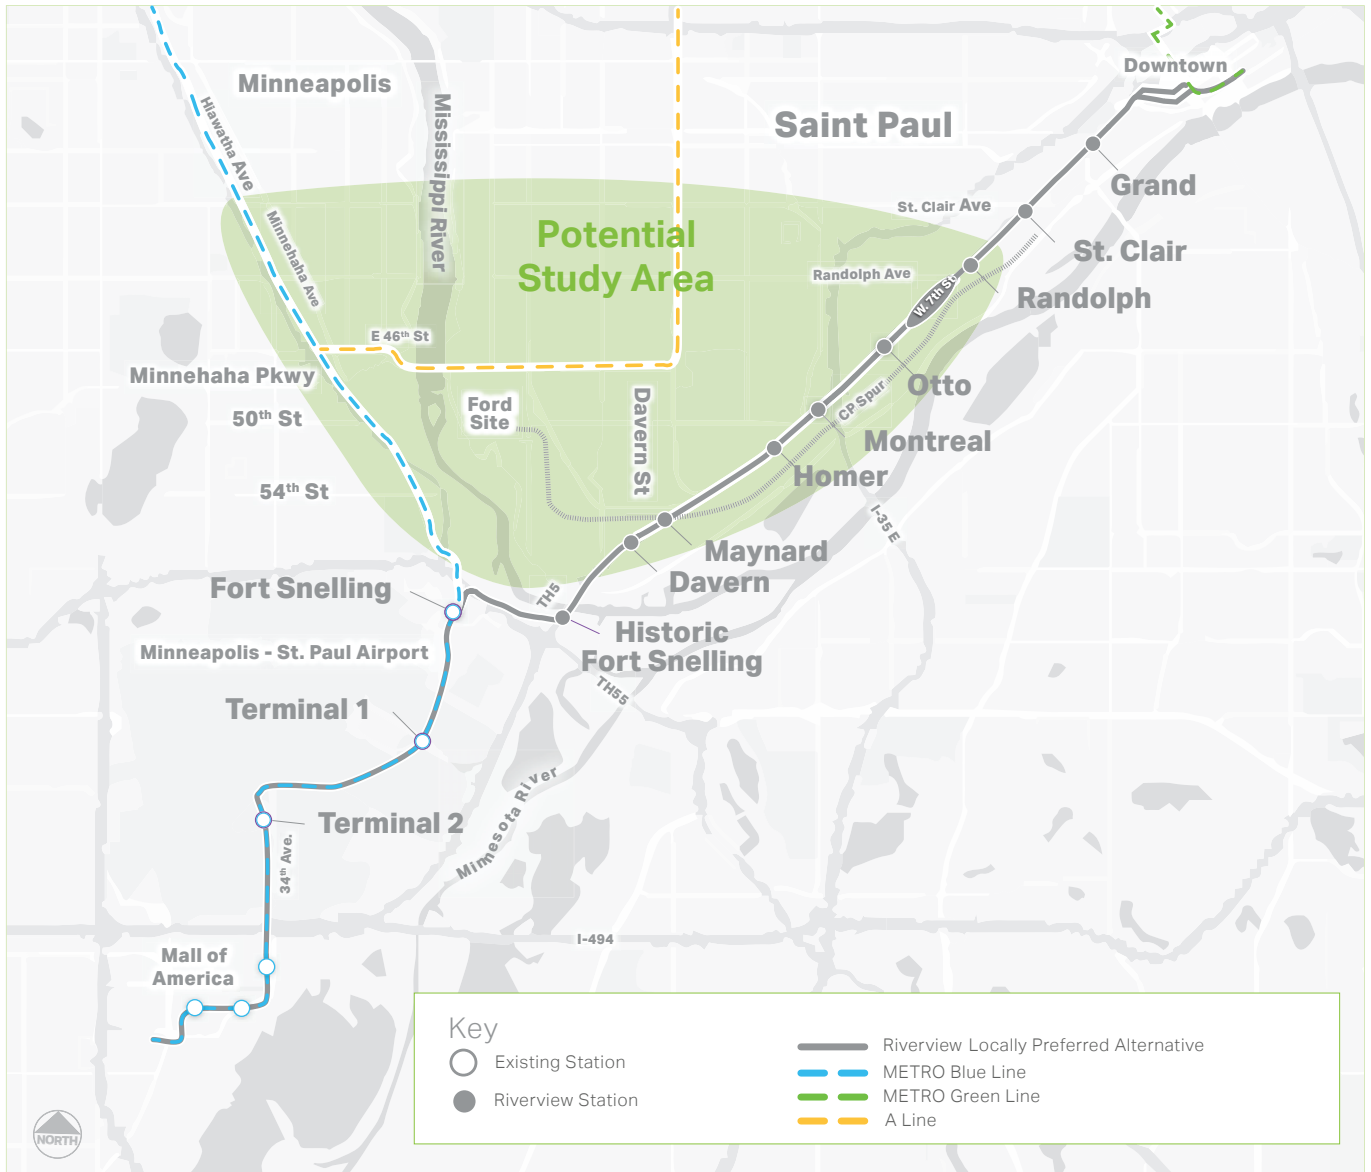 Downtown
Minneapolis
Hiawatha Ave
Mississippi River
Saint Paul
Grand
St. Clair Ave
St. Clair
Minnehaha Ave
Potential
Study Area
Randolph Ave
Randolph
W. 7th St.
E 46th St
Minnehaha Pkwy
Otto
CP Spur
Ford
Site
Davern St
50th St
Montreal
Homer
54th St
I-35 E
Maynard
Davern
Fort Snelling
TH5
Historic
Fort Snelling
Minneapolis - St. Paul Airport
TH55
Terminal 1
Minnesota River
Terminal 2
34th Ave.
I-494
Mall of
America
Key
Existing Station
Riverview Station
Riverview Locally Preferred Alternative
METRO Blue Line
METRO Green Line
A Line
NORTH